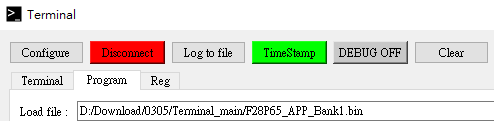 Terminal
Configure Disconnect Log to file TimeStamp DEBUG OFF Clear
Terminal Program Reg
Load file : D:/Download/0305/Terminal_main/F28P65_APP_Bank1.bin